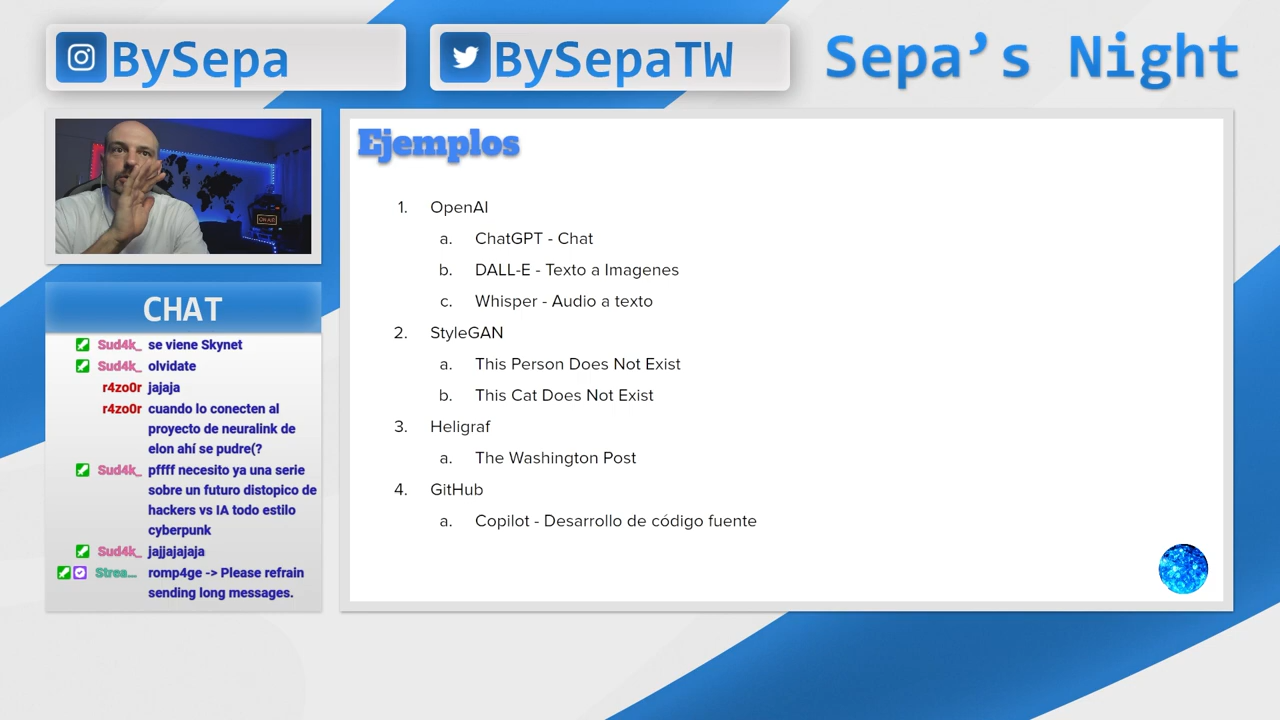 BySepa
BySepaTW
Sepa's Night
Ejemplos
1. OpenAI
a. ChatGPT - Chat
b. DALL-E - Texto a Imagenes
c. Whisper - Audio a texto
2. StyleGAN
a. This Person Does Not Exist
b. This Cat Does Not Exist
3. Heligraf
a. The Washington Post
4. GitHub
a. Copilot - Desarrollo de código fuente
CHAT
Sud4k_ se viene Skynet
Sud4k_ olvidate
r4zo0r jajaja
r4zo0r cuando lo conecten al
proyecto de neuralink de
elon ahí se pudre(?
Sud4k_ pffff necesito ya una serie
sobre un futuro distopico de
hackers vs IA todo estilo
cyberpunk
Sud4k_ jajjajajaja
Strea... romp4ge -> Please refrain
sending long messages.